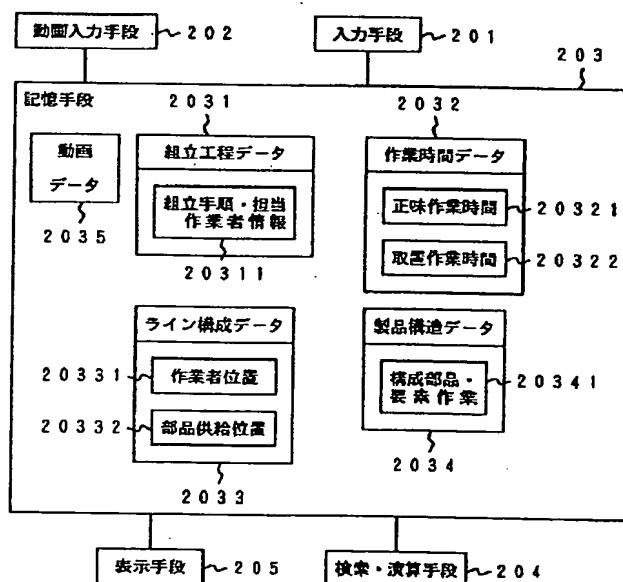 動画入力手段 202
入力手段 201
203
記憶手段
2031
2032
動画
データ
2035
組立工程データ
組立手順・担当
作業者情報
20311
作業時間データ
正味作業時間 20321
取置作業時間 20322
ライン構成データ
20331 作業者位置
20332 部品供給位置
2033
製品構造データ
構成部品・
要素作業
20341
2034
表示手段 205
検索・演算手段 204